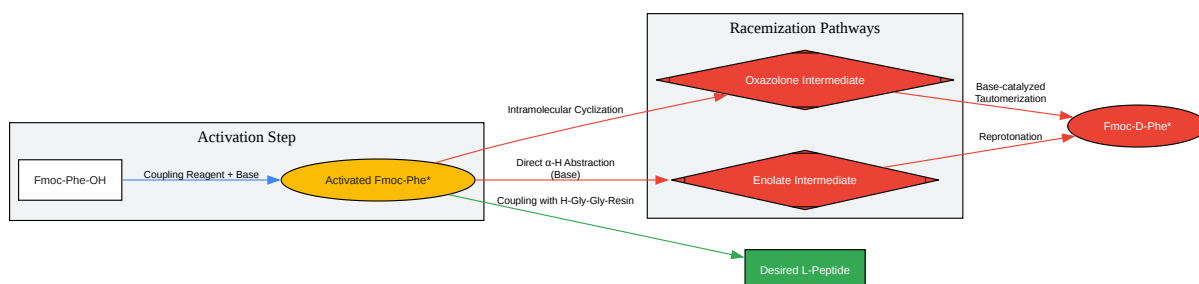 Racemization Pathways
Oxazolone Intermediate
Base-catalyzed
Tautomerization
Intramolecular Cyclization
Fmoc-D-Phe*
Activation Step
Reprotonation
Direct α-H Abstraction
(Base)
Coupling Reagent + Base
Fmoc-Phe-OH
Activated Fmoc-Phe*
Enolate Intermediate
Coupling with H-Gly-Gly-Resin
Desired L-Peptide